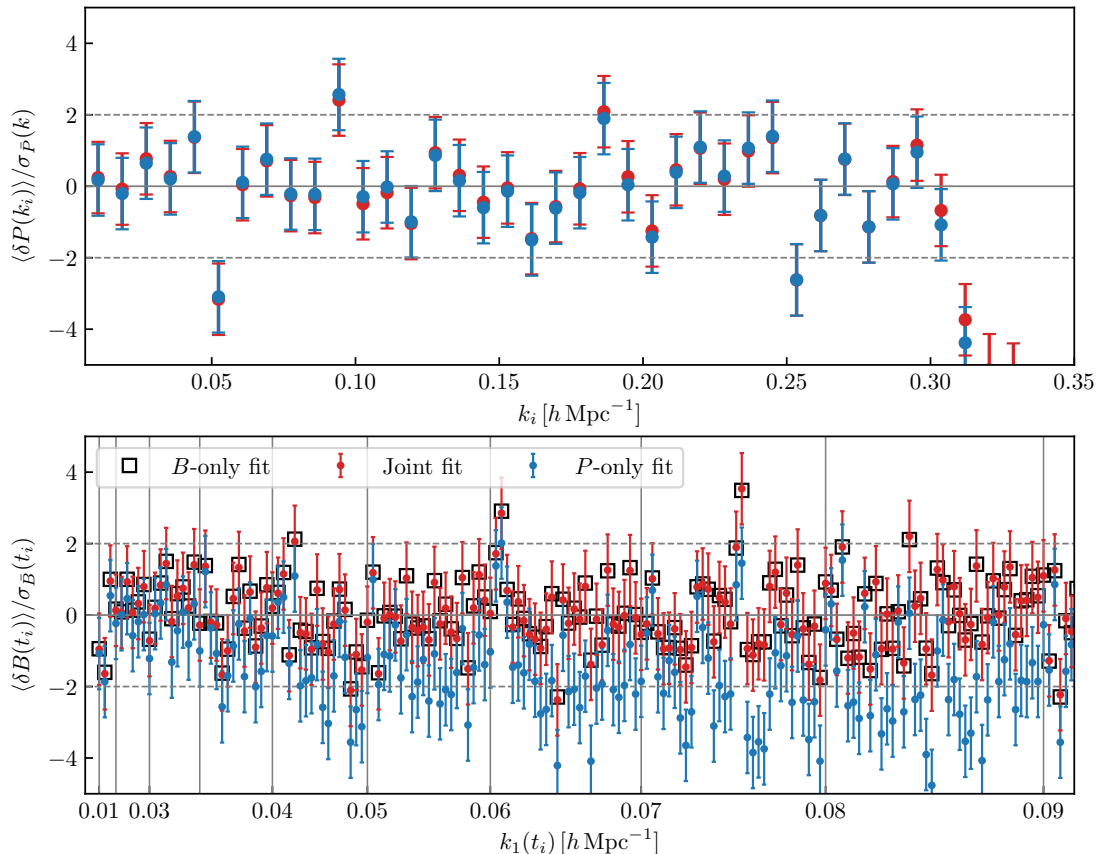 4
2
0
−2
−4
⟨δP(k_i)⟩/σ_P̄(k)
0.05 0.10 0.15 0.20 0.25 0.30 0.35
k_i [h Mpc⁻¹]
B-only fit Joint fit P-only fit
4
2
0
−2
−4
⟨δB(t_i)⟩/σ_B̄(t_i)
0.01 0.03 0.04 0.05 0.06 0.07 0.08 0.09
k₁(t_i) [h Mpc⁻¹]